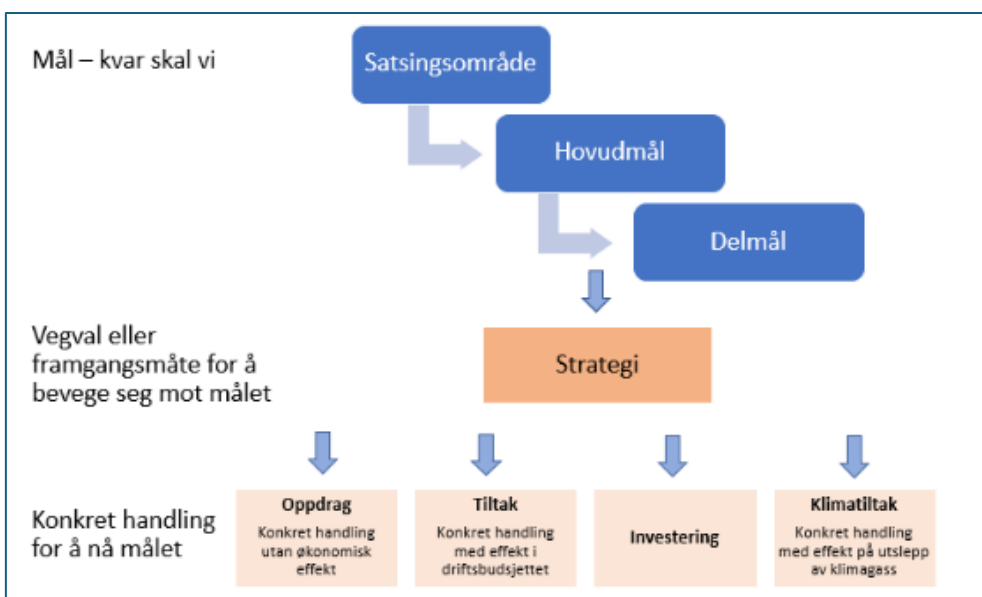 Mål – kvar skal vi
Satsingsområde
Hovudmål
Delmål
Vegval eller
framgangsmåte for å
bevege seg mot målet
Strategi
Konkret handling
for å nå målet
Oppdrag
Konkret handling
utan økonomisk
effekt
Tiltak
Konkret handling
med effekt i
driftsbudsjettet
Investering
Klimatiltak
Konkret handling
med effekt på utslepp
av klimagass